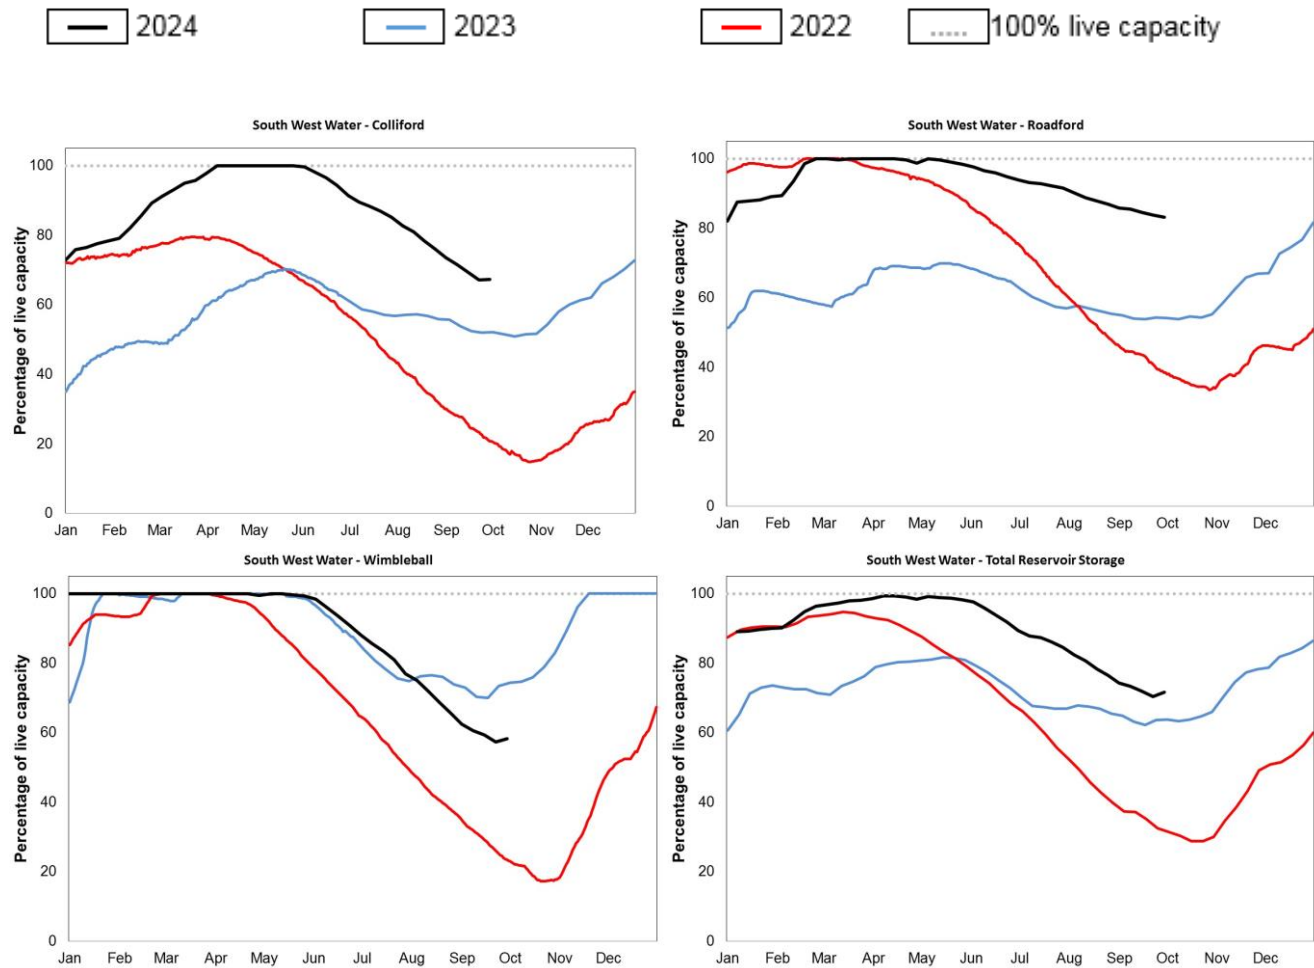 2024 2023 2022 100% live capacity
South West Water - Colliford
Percentage of live capacity
100
80
60
40
20
0
Jan Feb Mar Apr May Jun Jul Aug Sep Oct Nov Dec
South West Water - Roadford
Percentage of live capacity
100
80
60
40
20
0
Jan Feb Mar Apr May Jun Jul Aug Sep Oct Nov Dec
South West Water - Wimbleball
Percentage of live capacity
100
80
60
40
20
0
Jan Feb Mar Apr May Jun Jul Aug Sep Oct Nov Dec
South West Water - Total Reservoir Storage
Percentage of live capacity
100
80
60
40
20
0
Jan Feb Mar Apr May Jun Jul Aug Sep Oct Nov Dec